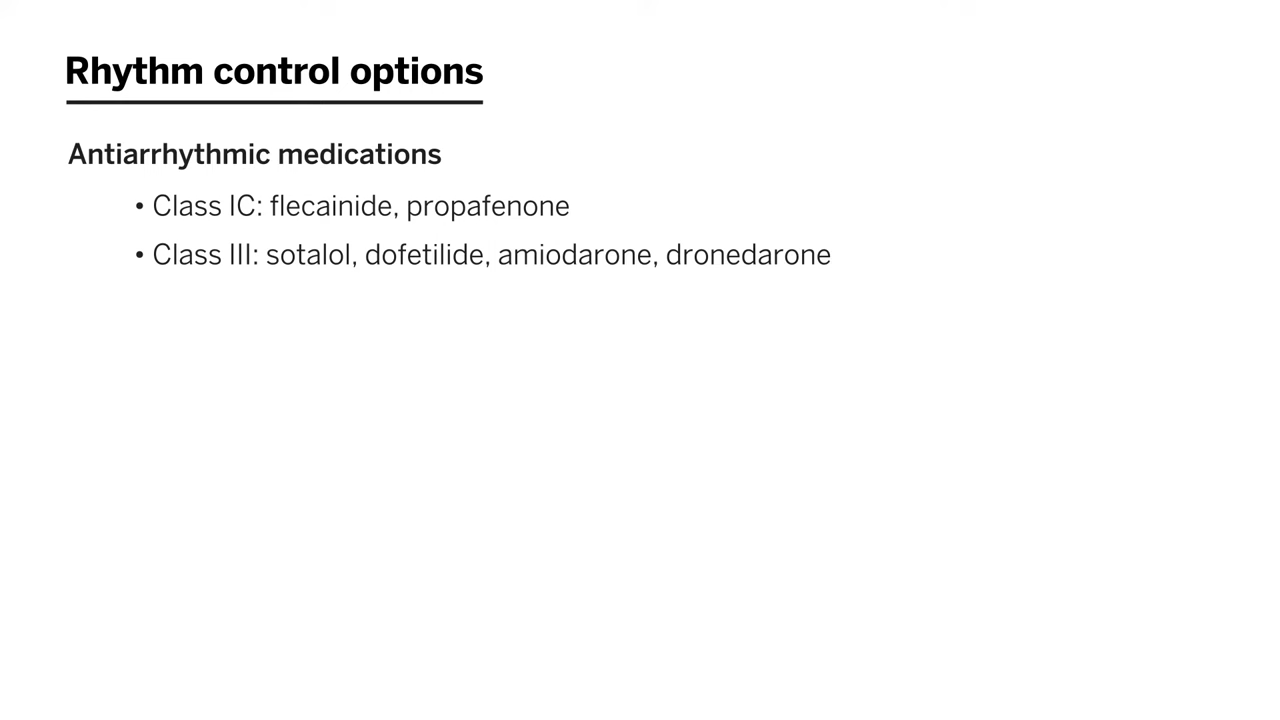 Rhythm control options
Antiarrhythmic medications
• Class IC: flecainide, propafenone
• Class III: sotalol, dofetilide, amiodarone, dronedarone